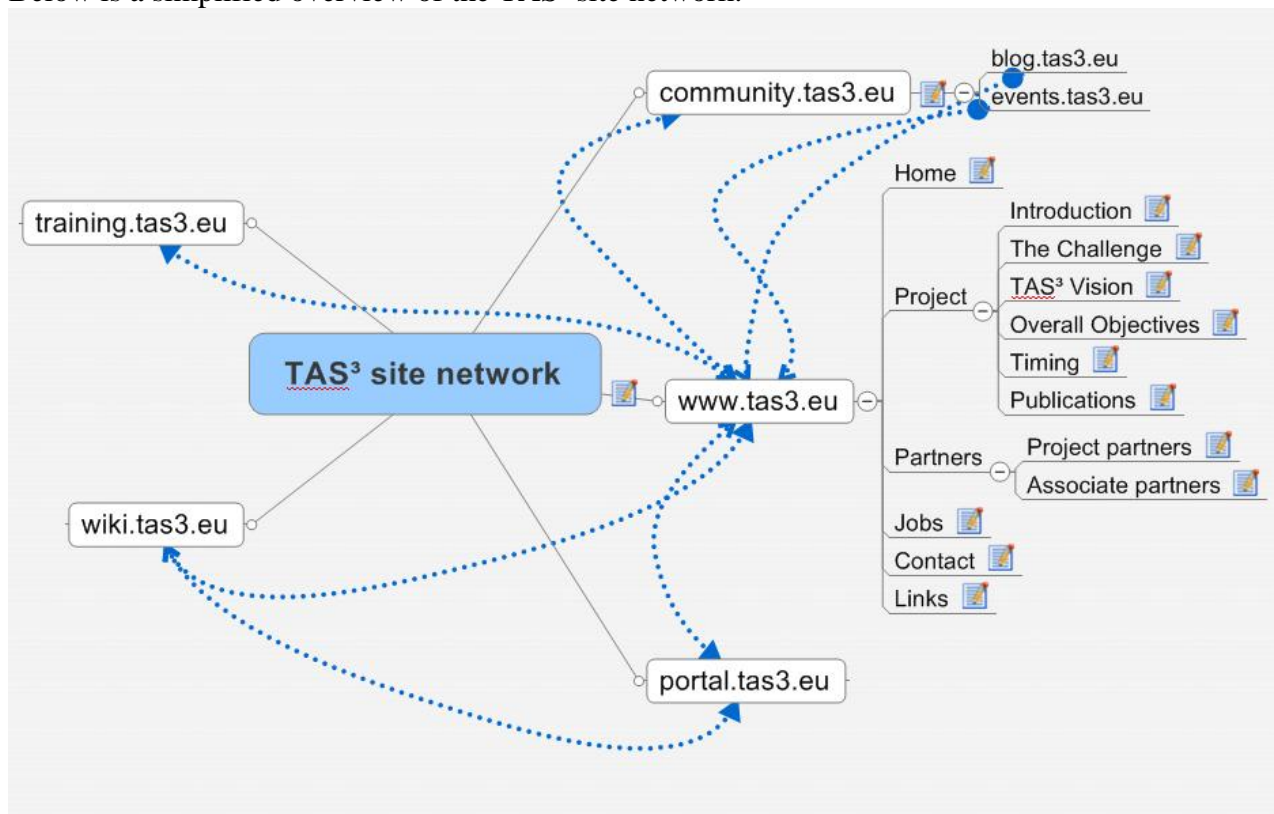 Below is a simplified overview of the TAS³ site network.
blog.tas3.eu
community.tas3.eu
events.tas3.eu
Home
training.tas3.eu
Introduction
The Challenge
Project
TAS³ Vision
Overall Objectives
TAS³ site network
Timing
www.tas3.eu
Publications
Partners
Project partners
Associate partners
wiki.tas3.eu
Jobs
Contact
Links
portal.tas3.eu